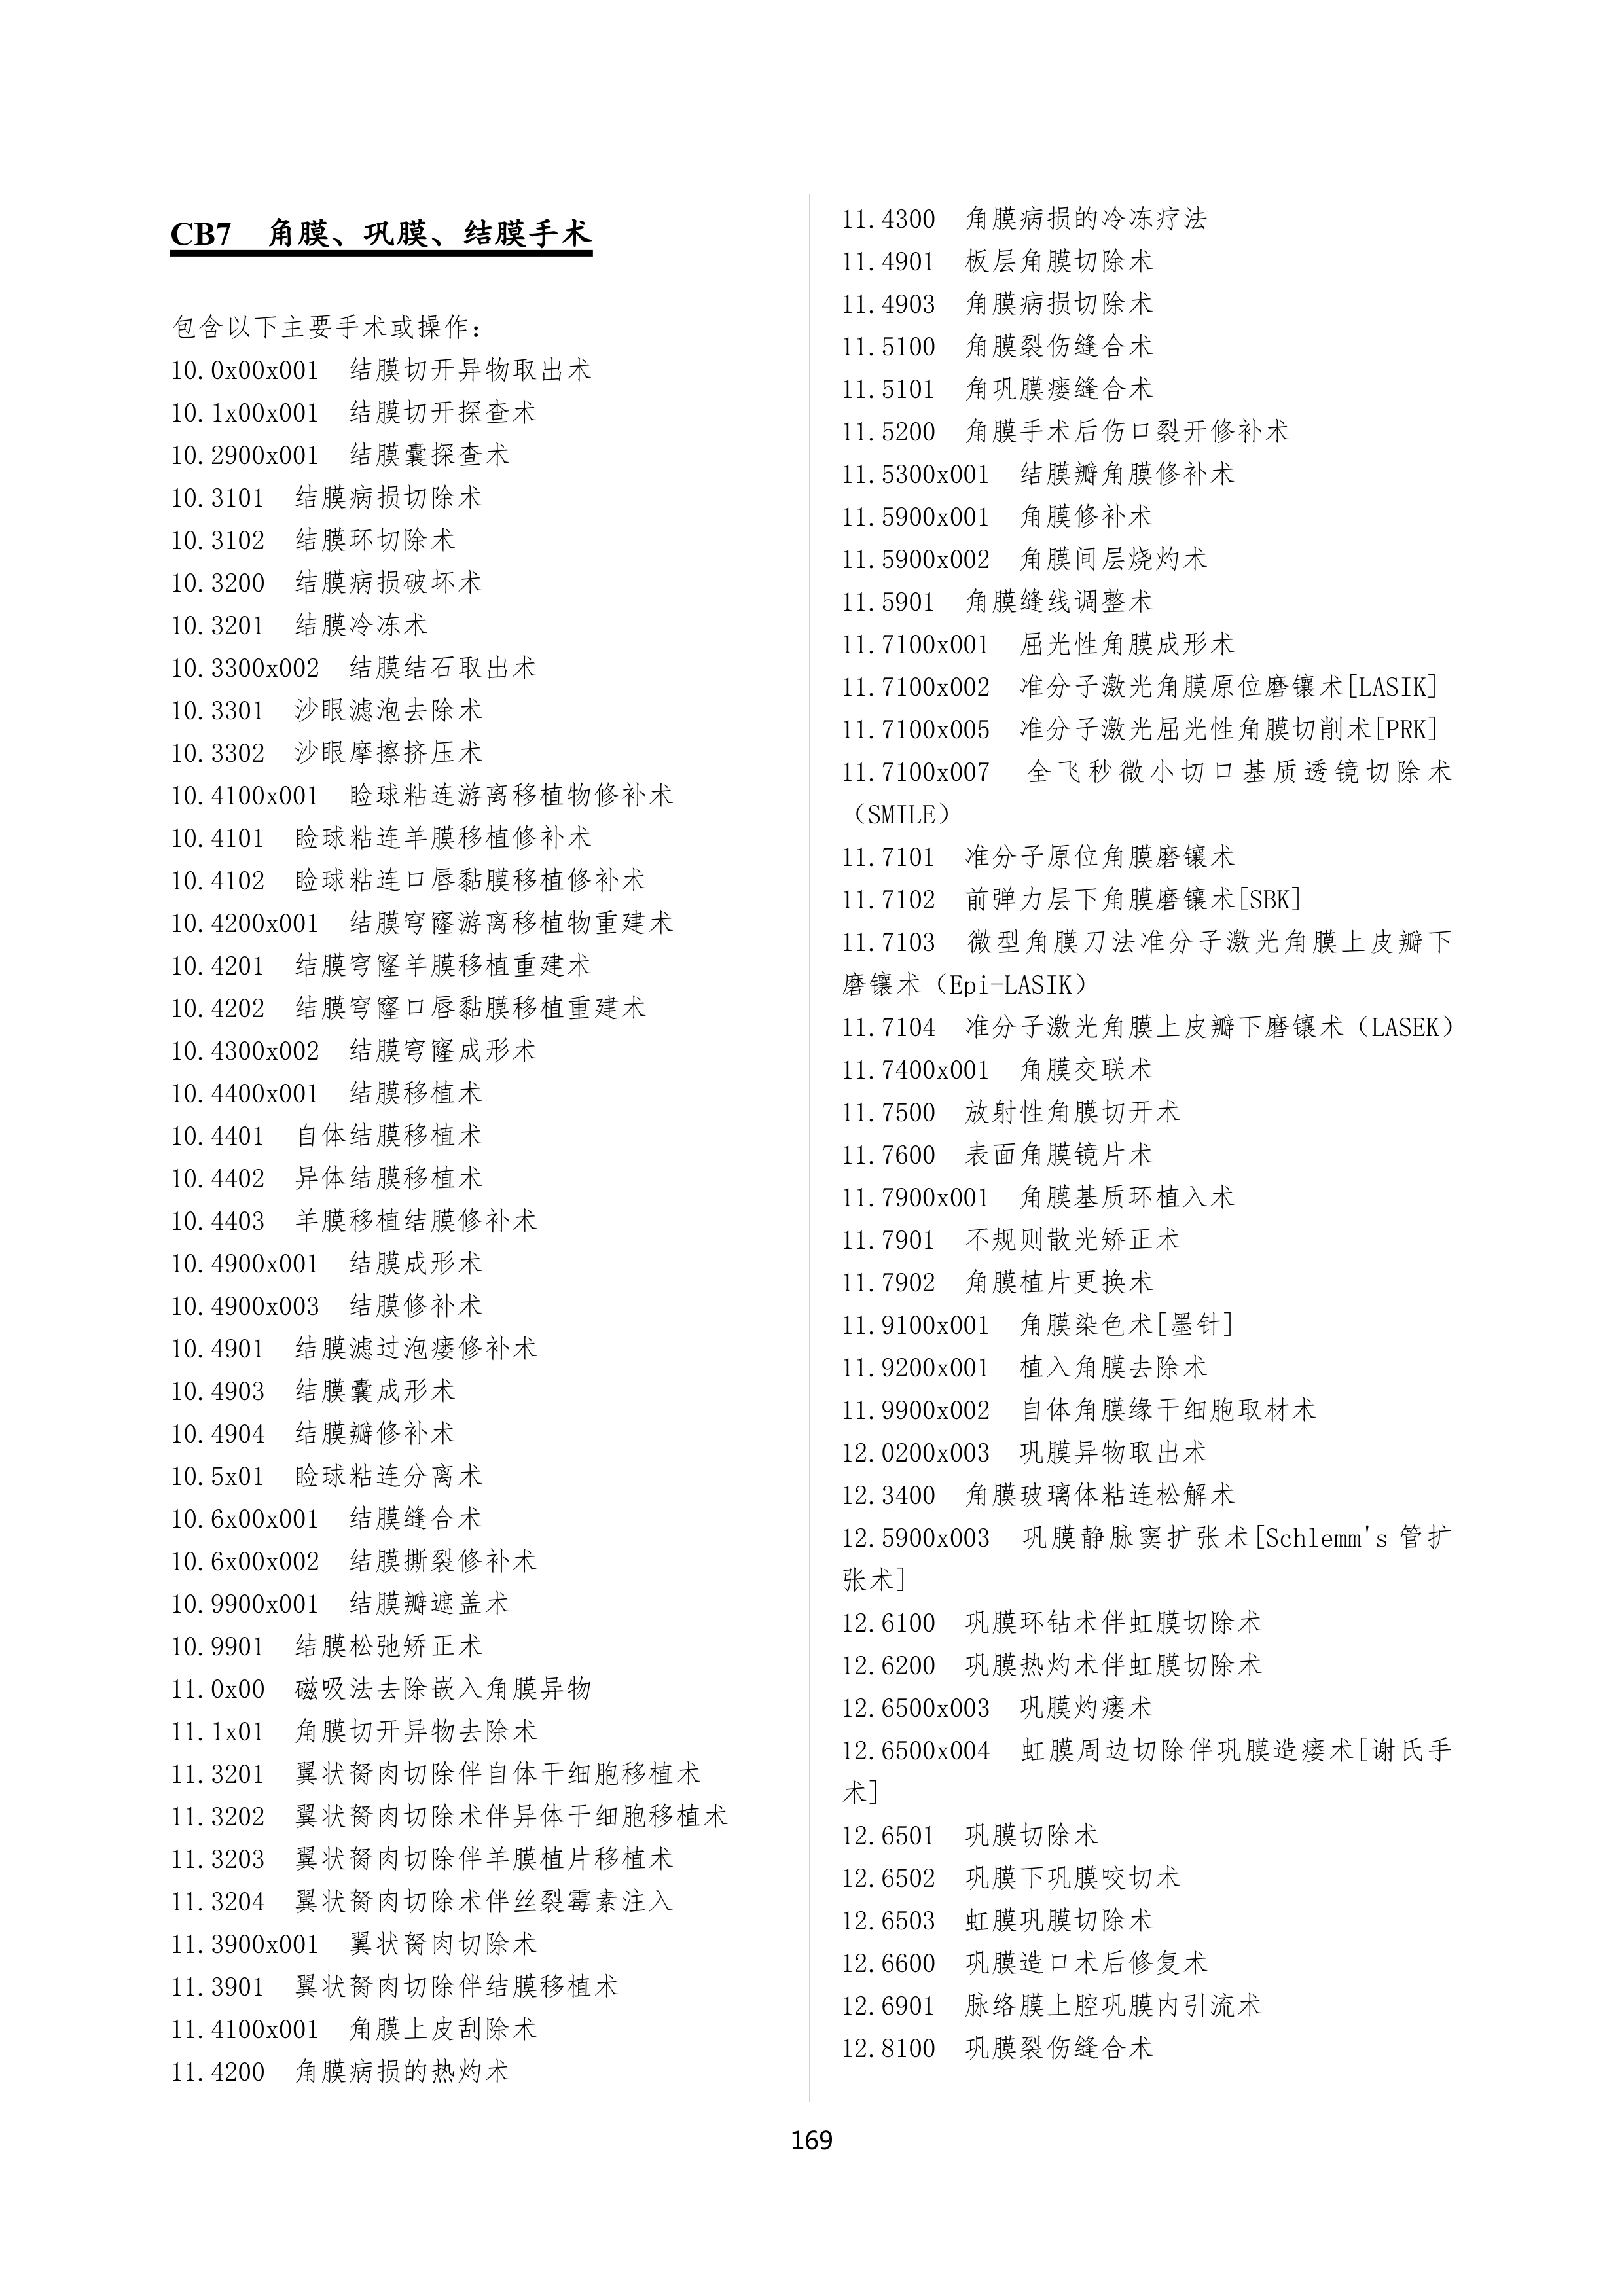 CB7　角膜、巩膜、结膜手术
包含以下主要手术或操作：
10.0x00x001　结膜切开异物取出术
10.1x00x001　结膜切开探查术
10.2900x001　结膜囊探查术
10.3101　结膜病损切除术
10.3102　结膜环切除术
10.3200　结膜病损破坏术
10.3201　结膜冷冻术
10.3300x002　结膜结石取出术
10.3301　沙眼滤泡去除术
10.3302　沙眼摩擦挤压术
10.4100x001　睑球粘连游离移植物修补术
10.4101　睑球粘连羊膜移植修补术
10.4102　睑球粘连口唇黏膜移植修补术
10.4200x001　结膜穹窿游离移植物重建术
10.4201　结膜穹窿羊膜移植重建术
10.4202　结膜穹窿口唇黏膜移植重建术
10.4300x002　结膜穹窿成形术
10.4400x001　结膜移植术
10.4401　自体结膜移植术
10.4402　异体结膜移植术
10.4403　羊膜移植结膜修补术
10.4900x001　结膜成形术
10.4900x003　结膜修补术
10.4901　结膜滤过泡瘘修补术
10.4903　结膜囊成形术
10.4904　结膜瓣修补术
10.5x01　睑球粘连分离术
10.6x00x001　结膜缝合术
10.6x00x002　结膜撕裂修补术
10.9900x001　结膜瓣遮盖术
10.9901　结膜松弛矫正术
11.0x00　磁吸法去除嵌入角膜异物
11.1x01　角膜切开异物去除术
11.3201　翼状胬肉切除伴自体干细胞移植术
11.3202　翼状胬肉切除术伴异体干细胞移植术
11.3203　翼状胬肉切除伴羊膜植片移植术
11.3204　翼状胬肉切除术伴丝裂霉素注入
11.3900x001　翼状胬肉切除术
11.3901　翼状胬肉切除伴结膜移植术
11.4100x001　角膜上皮刮除术
11.4200　角膜病损的热灼术
11.4300　角膜病损的冷冻疗法
11.4901　板层角膜切除术
11.4903　角膜病损切除术
11.5100　角膜裂伤缝合术
11.5101　角巩膜瘘缝合术
11.5200　角膜手术后伤口裂开修补术
11.5300x001　结膜瓣角膜修补术
11.5900x001　角膜修补术
11.5900x002　角膜间层烧灼术
11.5901　角膜缝线调整术
11.7100x001　屈光性角膜成形术
11.7100x002　准分子激光角膜原位磨镶术[LASIK]
11.7100x005　准分子激光屈光性角膜切削术[PRK]
11.7100x007　全飞秒微小切口基质透镜切除术
（SMILE）
11.7101　准分子原位角膜磨镶术
11.7102　前弹力层下角膜磨镶术[SBK]
11.7103　微型角膜刀法准分子激光角膜上皮瓣下
磨镶术（Epi-LASIK）
11.7104　准分子激光角膜上皮瓣下磨镶术（LASEK）
11.7400x001　角膜交联术
11.7500　放射性角膜切开术
11.7600　表面角膜镜片术
11.7900x001　角膜基质环植入术
11.7901　不规则散光矫正术
11.7902　角膜植片更换术
11.9100x001　角膜染色术[墨针]
11.9200x001　植入角膜去除术
11.9900x002　自体角膜缘干细胞取材术
12.0200x003　巩膜异物取出术
12.3400　角膜玻璃体粘连松解术
12.5900x003　巩膜静脉窦扩张术[Schlemm's 管扩
张术]
12.6100　巩膜环钻术伴虹膜切除术
12.6200　巩膜热灼术伴虹膜切除术
12.6500x003　巩膜灼瘘术
12.6500x004　虹膜周边切除伴巩膜造瘘术[谢氏手
术]
12.6501　巩膜切除术
12.6502　巩膜下巩膜咬切术
12.6503　虹膜巩膜切除术
12.6600　巩膜造口术后修复术
12.6901　脉络膜上腔巩膜内引流术
12.8100　巩膜裂伤缝合术
169